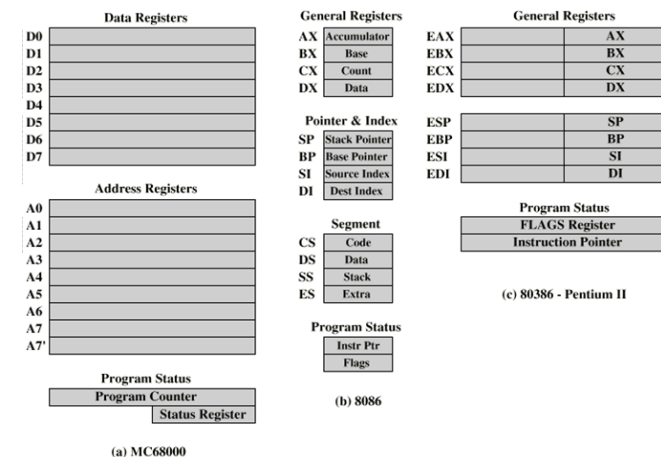 Data Registers
D0
D1
D2
D3
D4
D5
D6
D7
Address Registers
A0
A1
A2
A3
A4
A5
A6
A7
A7'
Program Status
Program Counter
Status Register
(a) MC68000
General Registers
AX Accumulator
BX Base
CX Count
DX Data
Pointer & Index
SP Stack Pointer
BP Base Pointer
SI Source Index
DI Dest Index
Segment
CS Code
DS Data
SS Stack
ES Extra
Program Status
Instr Ptr
Flags
(b) 8086
General Registers
EAX AX
EBX BX
ECX CX
EDX DX
ESP SP
EBP BP
ESI SI
EDI DI
Program Status
FLAGS Register
Instruction Pointer
(c) 80386 - Pentium II